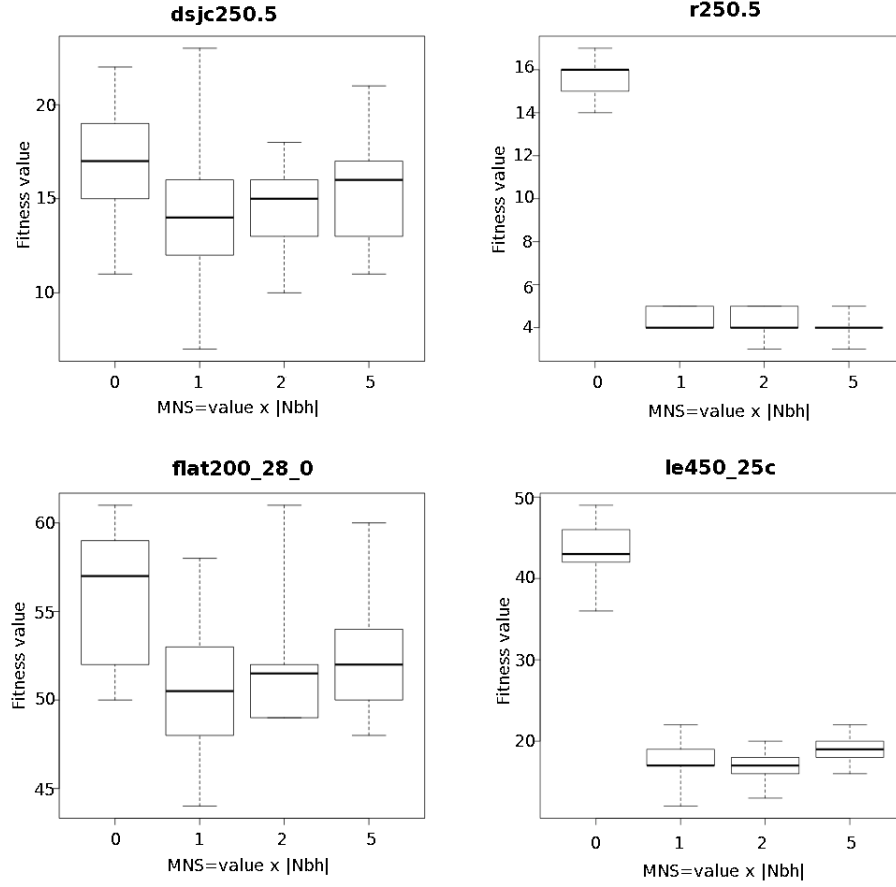 dsjc250.5
Fitness value
20
15
10
0 1 2 5
MNS=value x |Nbh|
r250.5
Fitness value
16
14
12
10
8
6
4
0 1 2 5
MNS=value x |Nbh|
flat200_28_0
Fitness value
60
55
50
45
0 1 2 5
MNS=value x |Nbh|
le450_25c
Fitness value
50
40
30
20
0 1 2 5
MNS=value x |Nbh|